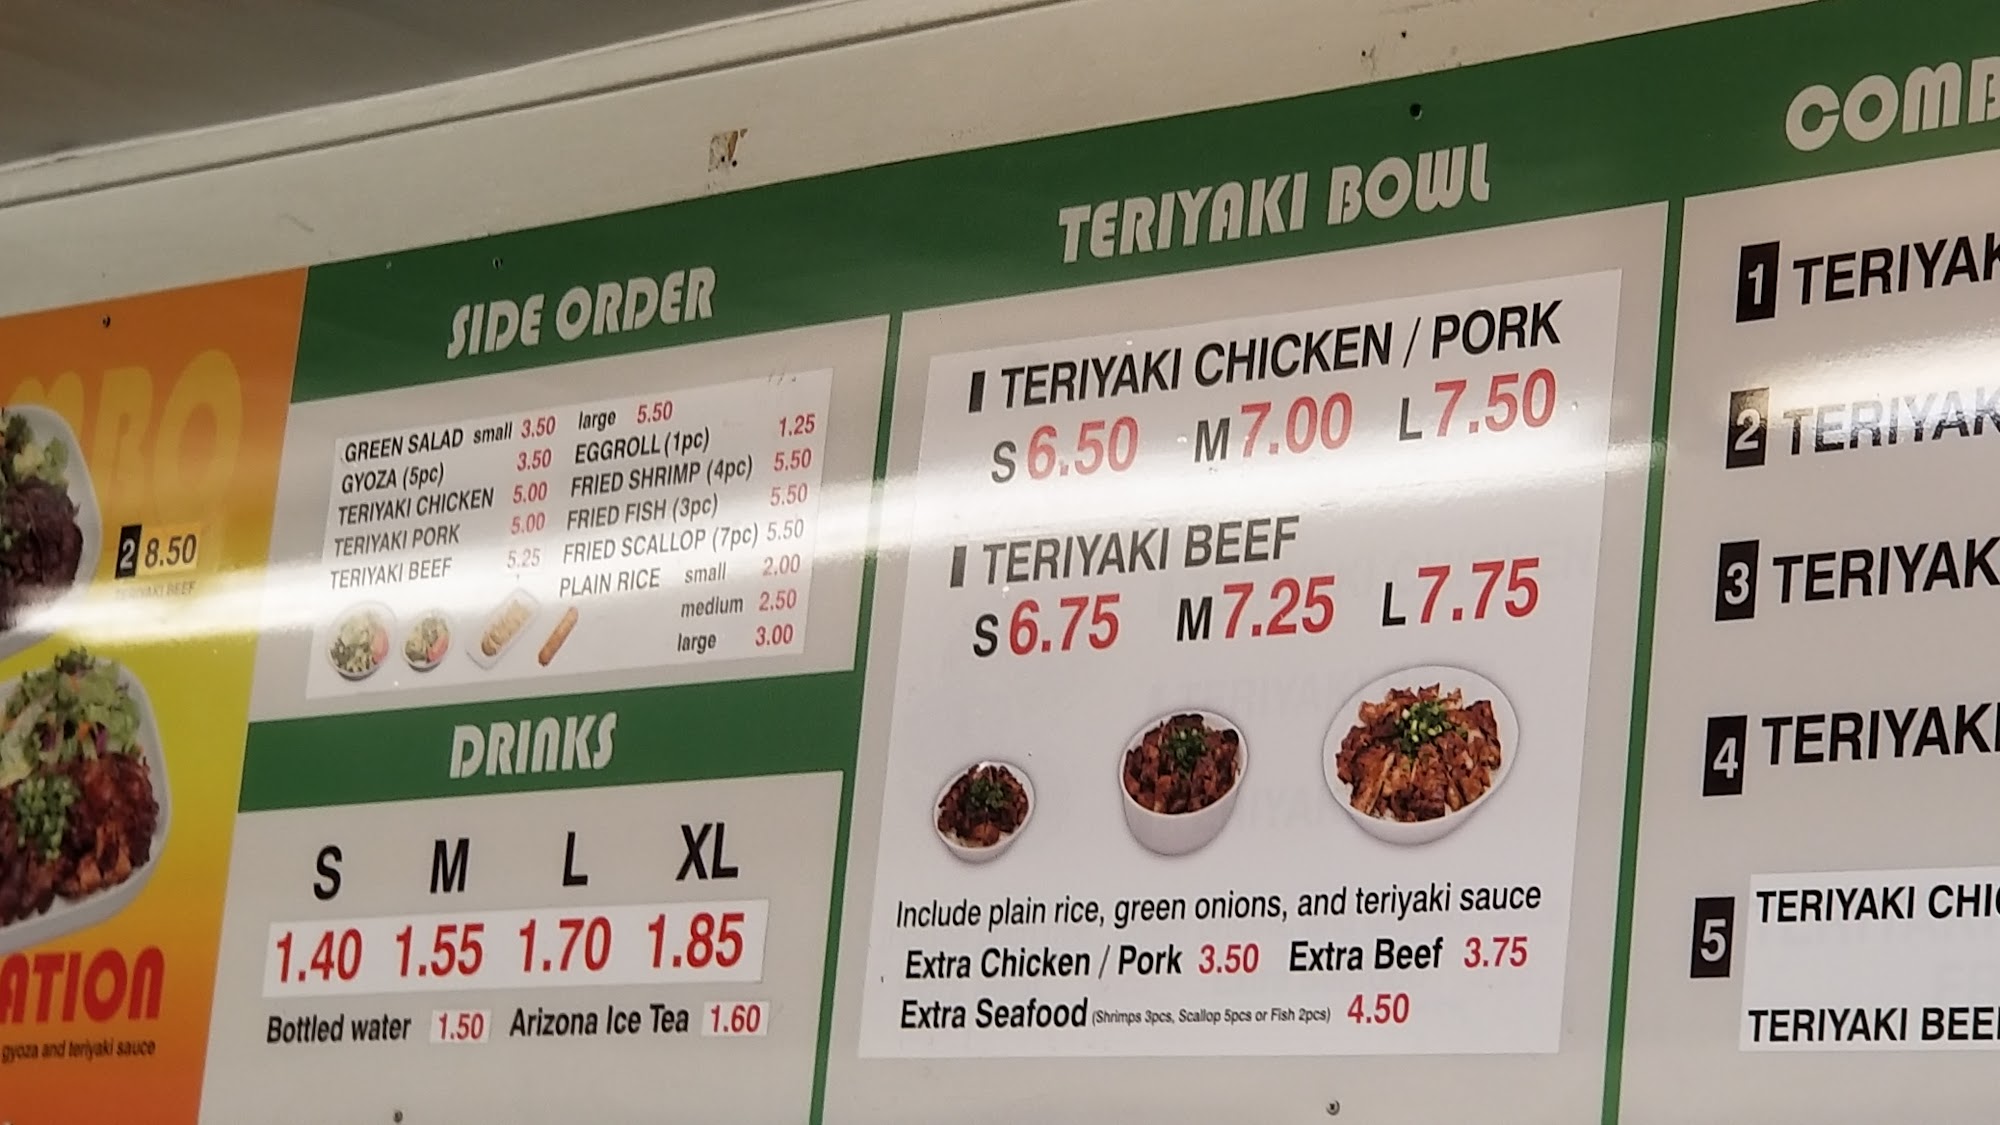 2 8.50
TERIYAKI BEEF
ATION
gyoza and teriyaki sauce
SIDE ORDER
GREEN SALAD small 3.50 large 5.50
GYOZA (5pc) 3.50
TERIYAKI CHICKEN 5.00
TERIYAKI PORK 5.00
TERIYAKI BEEF 5.25
EGGROLL (1pc) 1.25
FRIED SHRIMP (4pc) 5.50
FRIED FISH (3pc) 5.50
FRIED SCALLOP (7pc) 5.50
PLAIN RICE small 2.00
medium 2.50
large 3.00
DRINKS
S M L XL
1.40 1.55 1.70 1.85
Bottled water 1.50 Arizona Ice Tea 1.60
TERIYAKI BOWL
TERIYAKI CHICKEN / PORK
S 6.50 M 7.00 L 7.50
TERIYAKI BEEF
S 6.75 M 7.25 L 7.75
Include plain rice, green onions, and teriyaki sauce
Extra Chicken / Pork 3.50 Extra Beef 3.75
Extra Seafood (Shrimps 3pcs, Scallop 5pcs or Fish 2pcs) 4.50
COMB
1 TERIYAK
2 TERIYAK
3 TERIYAK
4 TERIYAKI
5 TERIYAKI CHI
TERIYAKI BEE